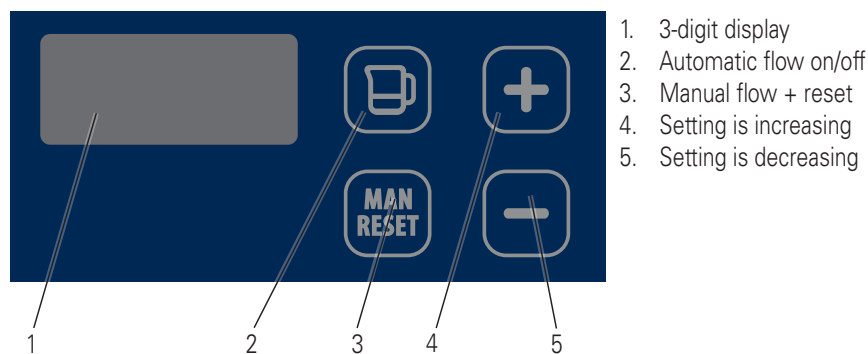 MAN
RESET
1. 3-digit display
2. Automatic flow on/off
3. Manual flow + reset
4. Setting is increasing
5. Setting is decreasing
1 2 3 4 5